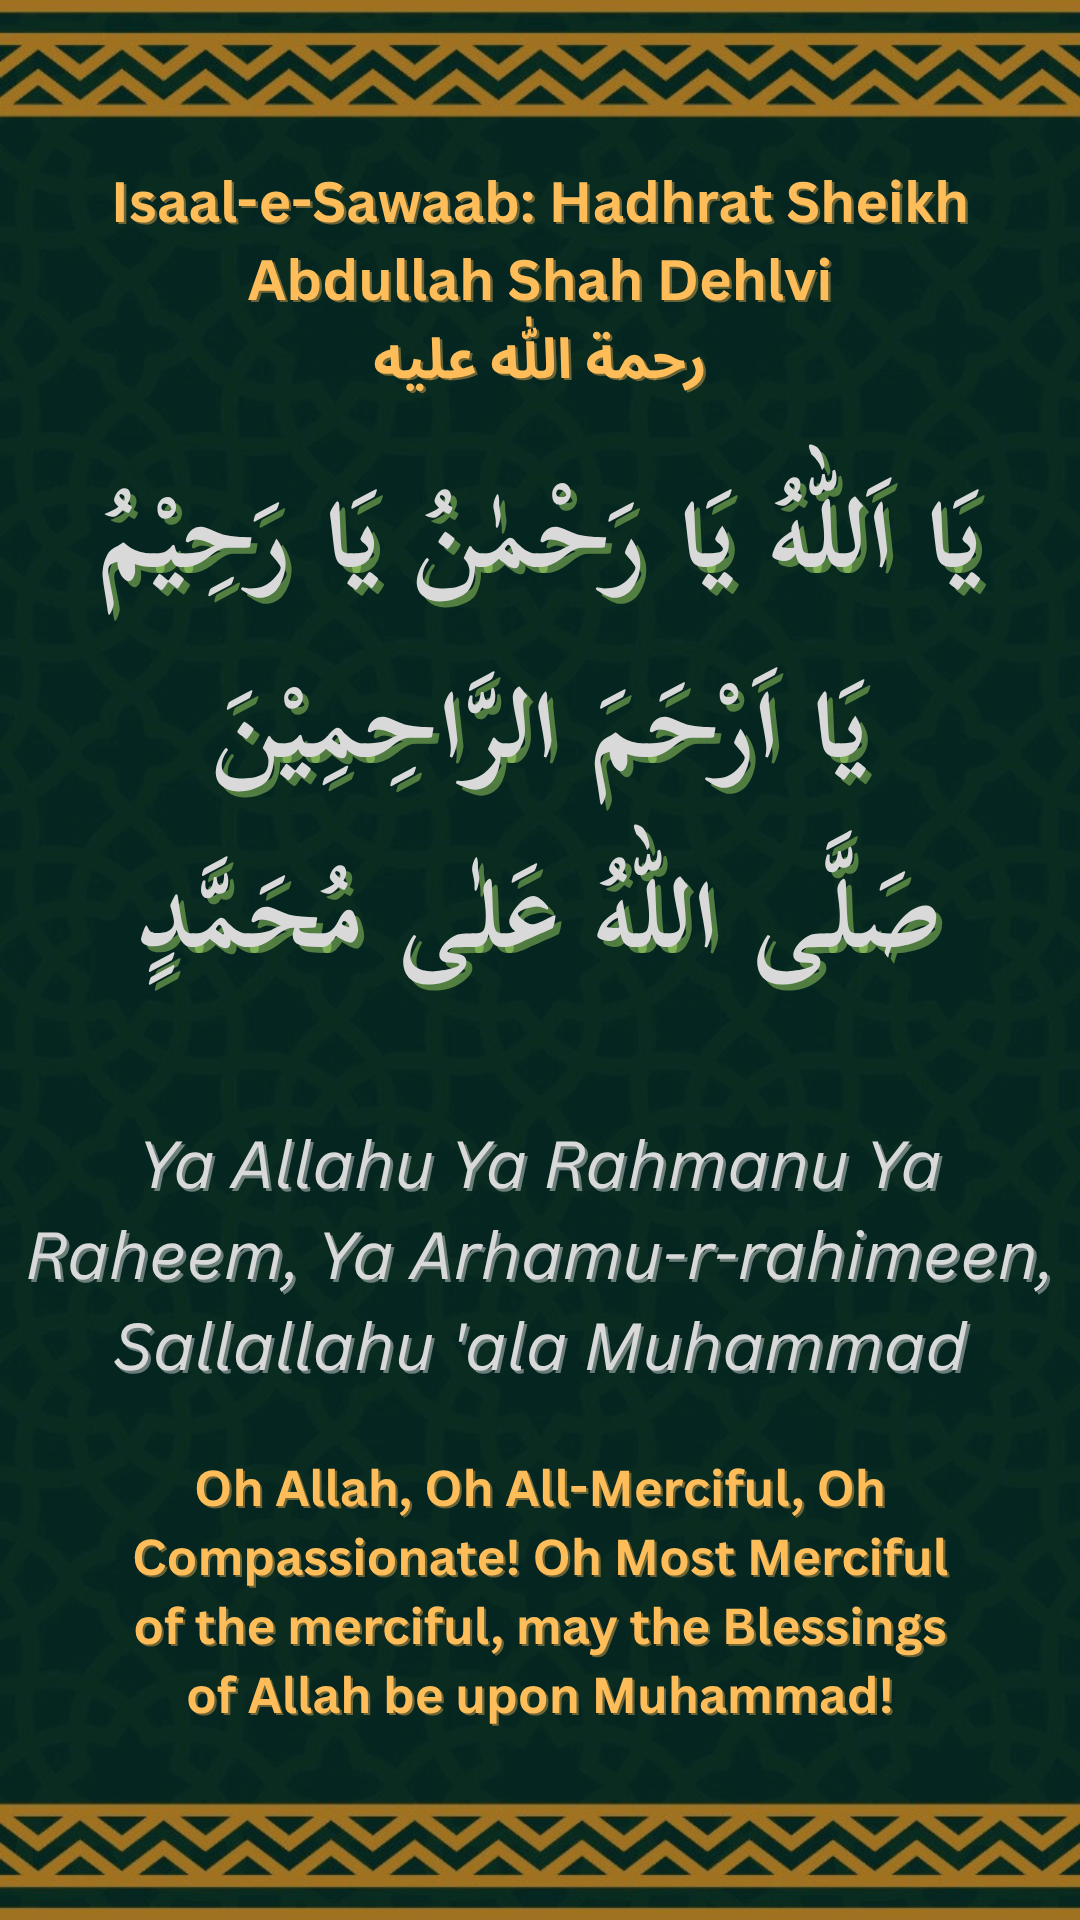 Isaal-e-Sawaab: Hadhrat Sheikh
Abdullah Shah Dehlvi
رحمة الله عليه
يَا اَللّٰهُ يَا رَحْمٰنُ يَا رَحِيْمُ
يَا اَرْحَمَ الرَّاحِمِيْنَ
صَلَّى اللّٰهُ عَلٰى مُحَمَّدٍ
Ya Allahu Ya Rahmanu Ya
Raheem, Ya Arhamu-r-rahimeen,
Sallallahu 'ala Muhammad
Oh Allah, Oh All-Merciful, Oh
Compassionate! Oh Most Merciful
of the merciful, may the Blessings
of Allah be upon Muhammad!